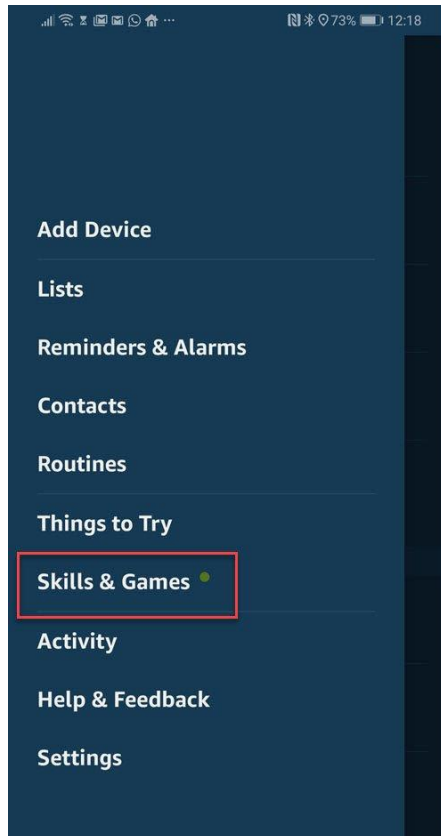 73% 12:18
Add Device
Lists
Reminders & Alarms
Contacts
Routines
Things to Try
Skills & Games
Activity
Help & Feedback
Settings